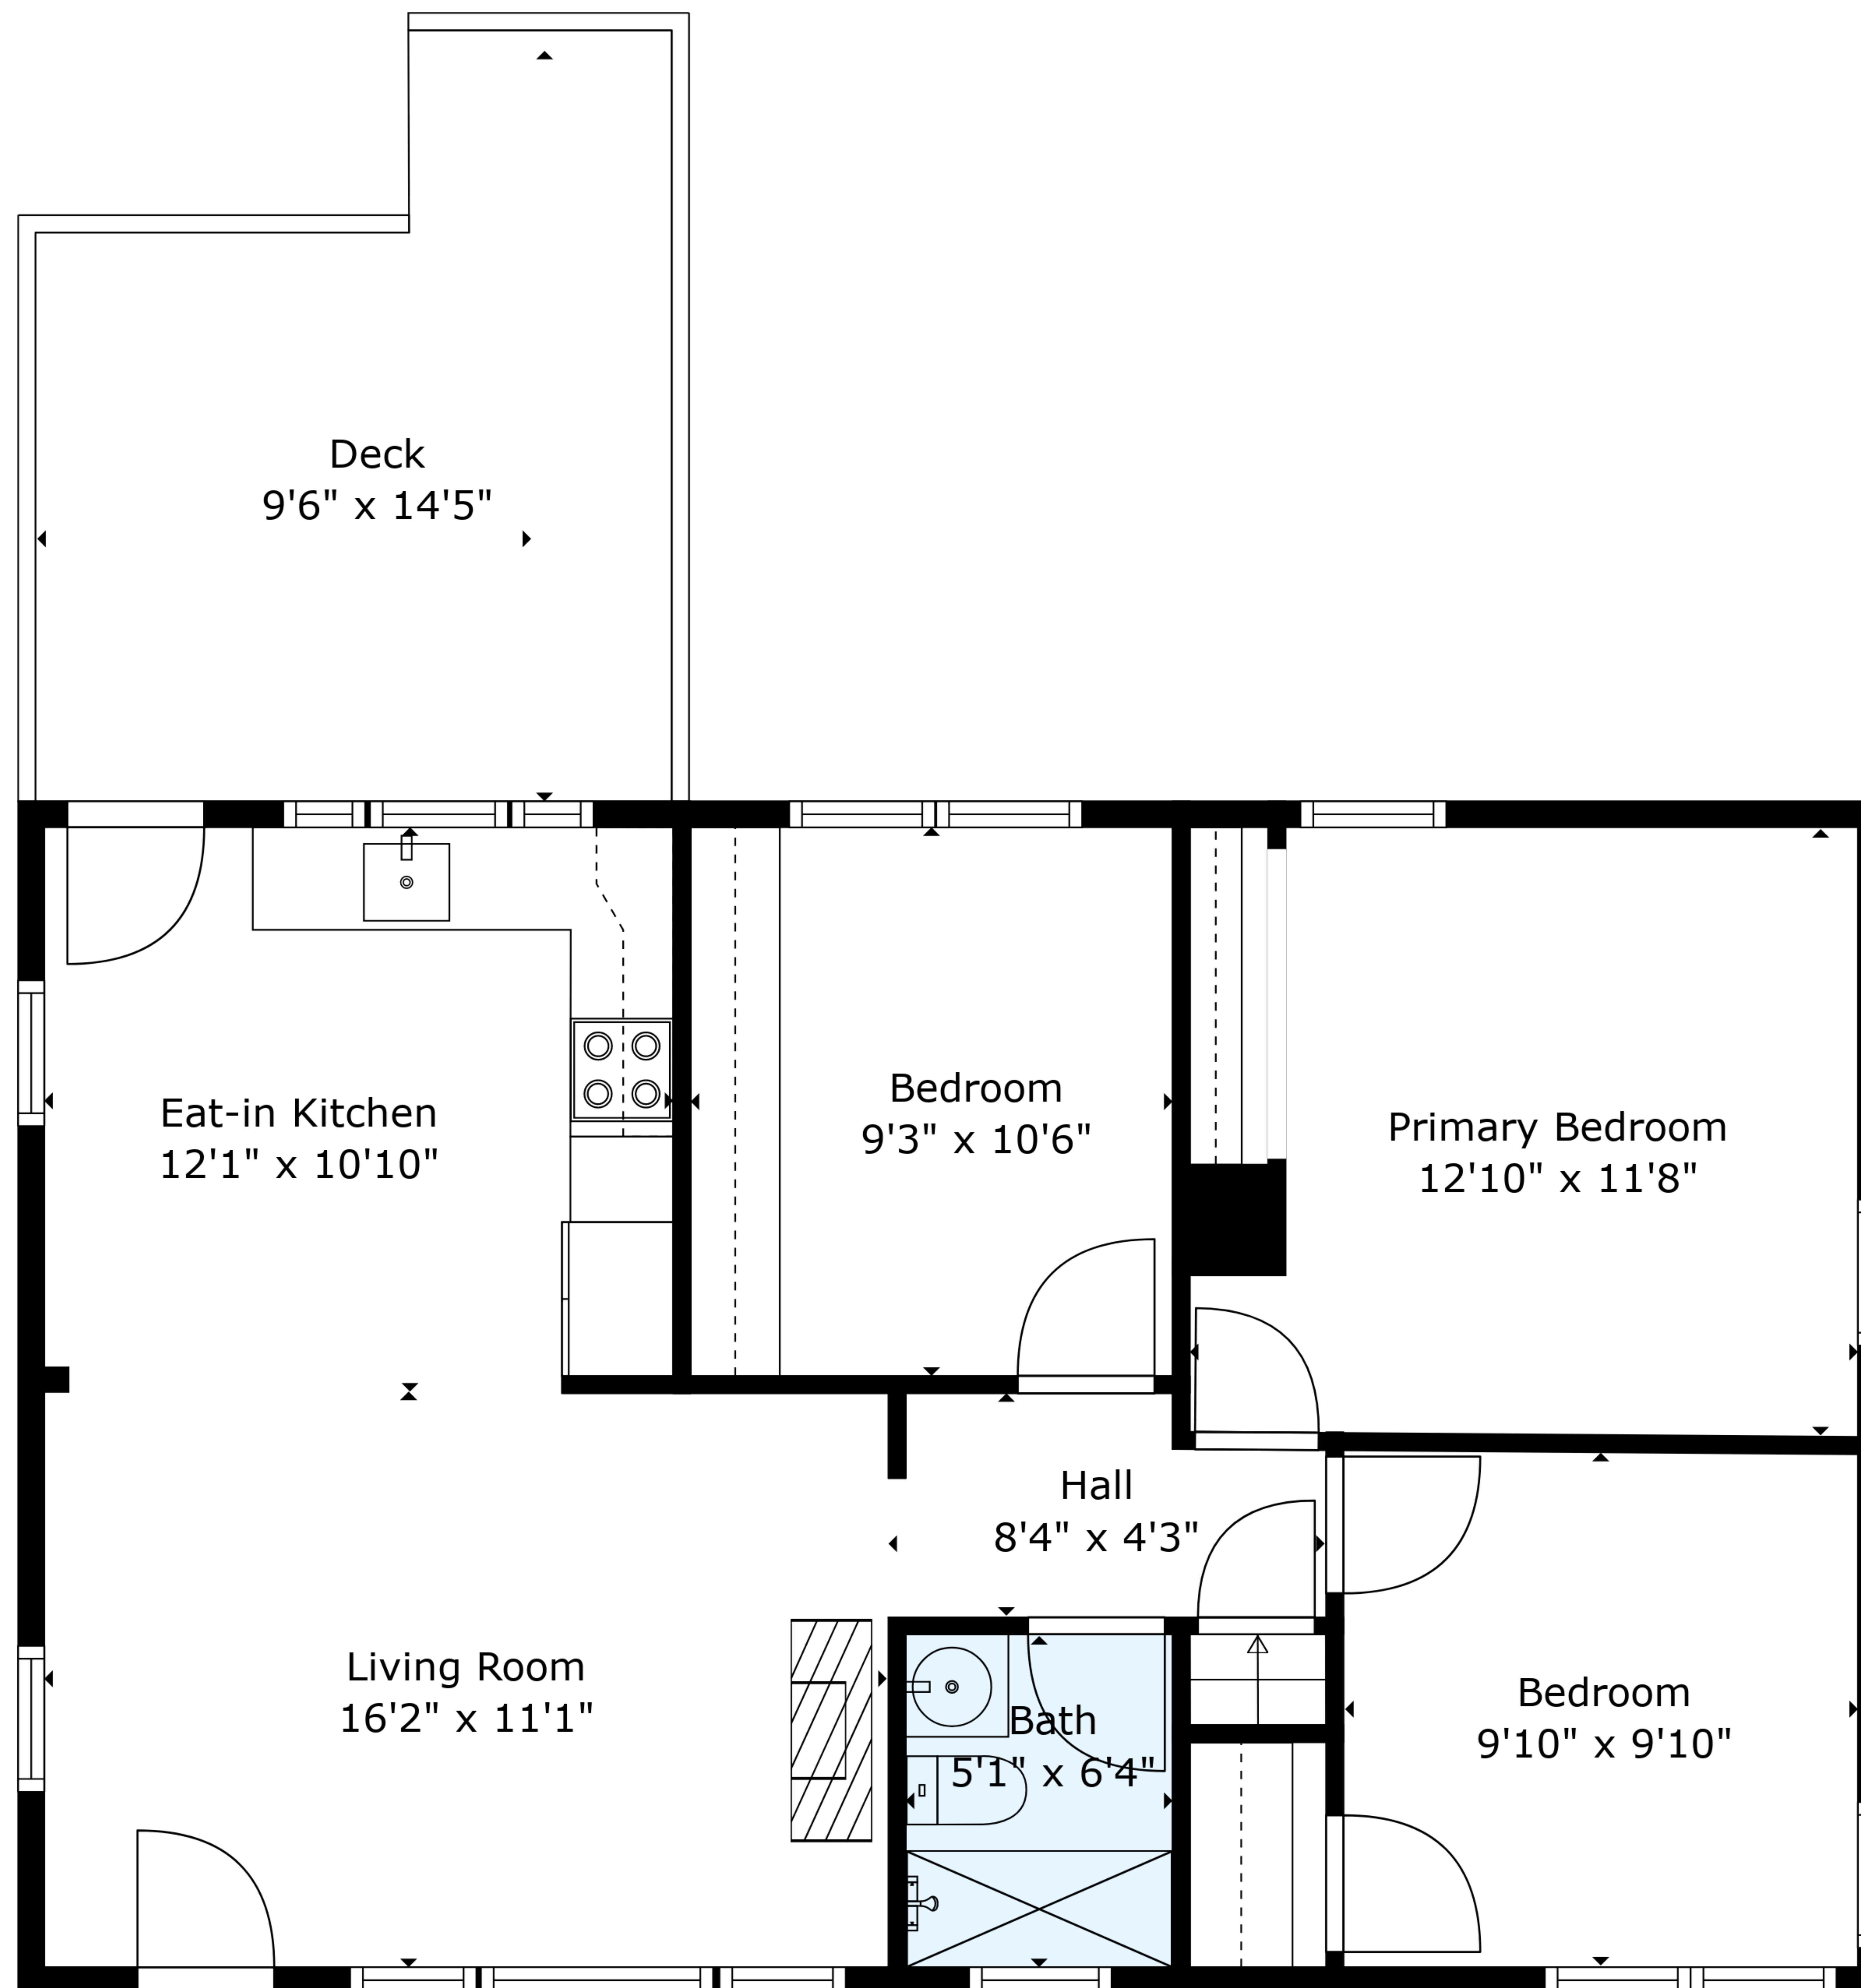 Deck
9'6" x 14'5"
Eat-in Kitchen
12'1" x 10'10"
Bedroom
9'3" x 10'6"
Primary Bedroom
12'10" x 11'8"
Hall
8'4" x 4'3"
Living Room
16'2" x 11'1"
Bath
5'1" x 6'4"
Bedroom
9'10" x 9'10"